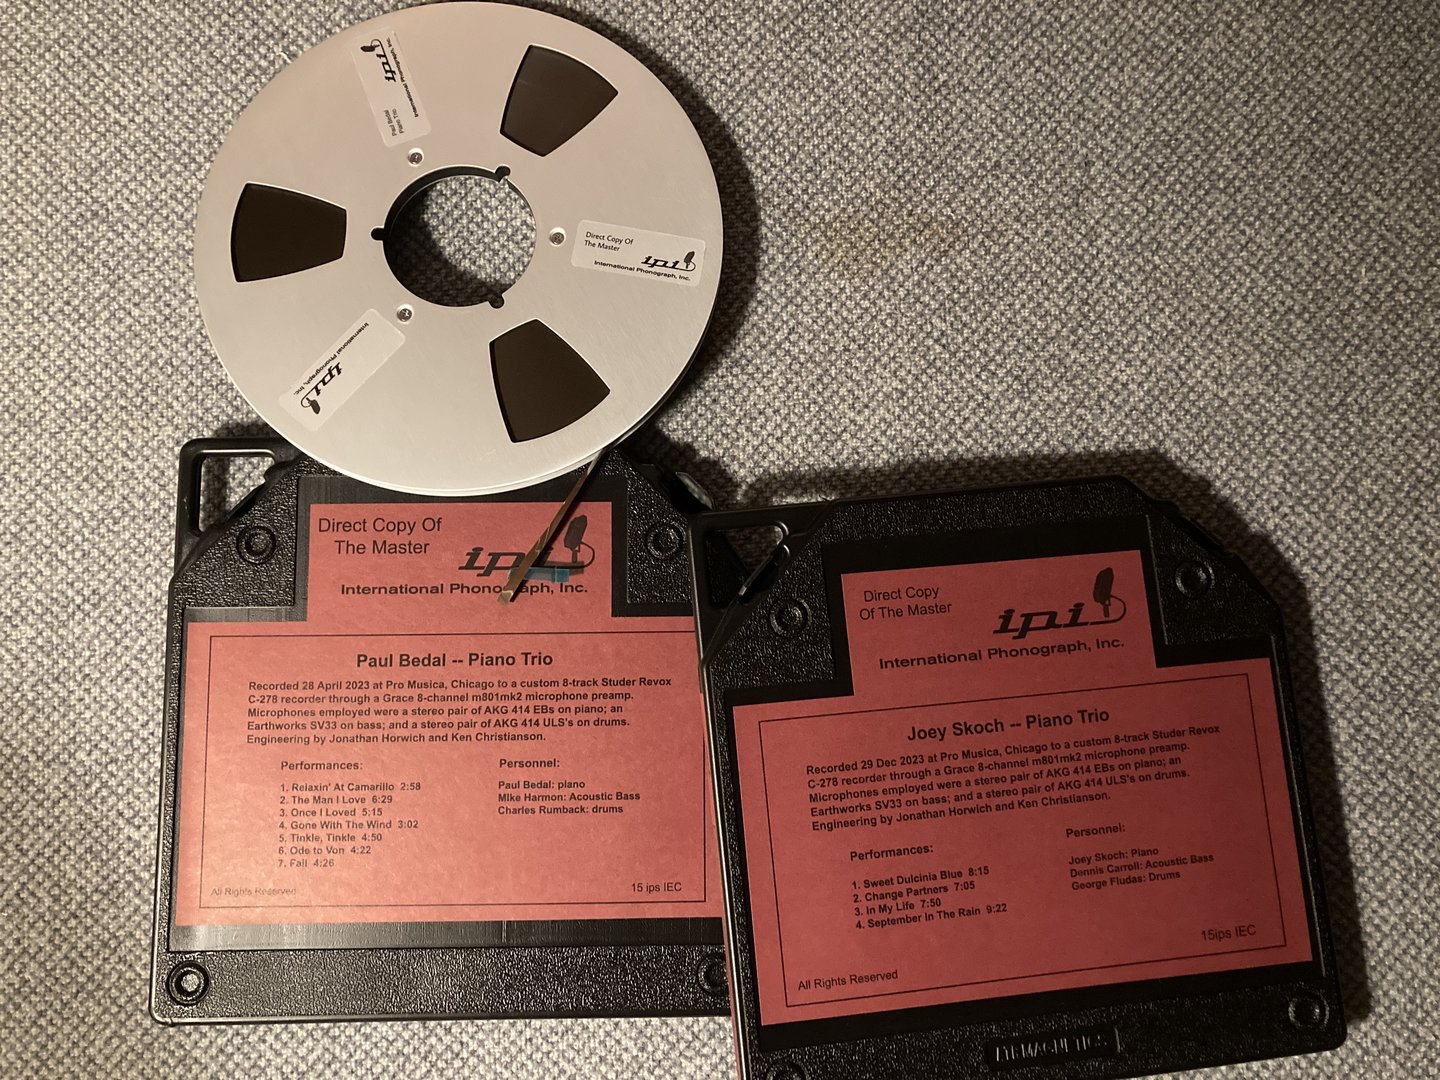 ipi
International Phonograph, Inc.
Paul Bedal
Piano Trio
Direct Copy Of
The Master
ipi
International Phonograph, Inc.
International Phonograph, Inc.
ipi
Direct Copy Of
The Master
ipi
International Phonograph, Inc.
Paul Bedal -- Piano Trio
Recorded 28 April 2023 at Pro Musica, Chicago to a custom 8-track Studer Revox
C-278 recorder through a Grace 8-channel m801mk2 microphone preamp.
Microphones employed were a stereo pair of AKG 414 EBs on piano; an
Earthworks SV33 on bass; and a stereo pair of AKG 414 ULS's on drums.
Engineering by Jonathan Horwich and Ken Christianson.
Performances:
1. Relaxin' At Camarillo 2:58
2. The Man I Love 6:29
3. Once I Loved 5:15
4. Gone With The Wind 3:02
5. Tinkle, Tinkle 4:50
6. Ode to Von 4:22
7. Fall 4:26
Personnel:
Paul Bedal: piano
Mike Harmon: Acoustic Bass
Charles Rumback: drums
All Rights Reserved
15 ips IEC
Direct Copy
Of The Master
ipi
International Phonograph, Inc.
Joey Skoch -- Piano Trio
Recorded 29 Dec 2023 at Pro Musica, Chicago to a custom 8-track Studer Revox
C-278 recorder through a Grace 8-channel m801mk2 microphone preamp.
Microphones employed were a stereo pair of AKG 414 EBs on piano; an
Earthworks SV33 on bass; and a stereo pair of AKG 414 ULS's on drums.
Engineering by Jonathan Horwich and Ken Christianson.
Performances:
1. Sweet Dulcinia Blue 8:15
2. Change Partners 7:05
3. In My Life 7:50
4. September In The Rain 9:22
Personnel:
Joey Skoch: Piano
Dennis Carroll: Acoustic Bass
George Fludas: Drums
15ips IEC
All Rights Reserved
ATR MAGNETICS